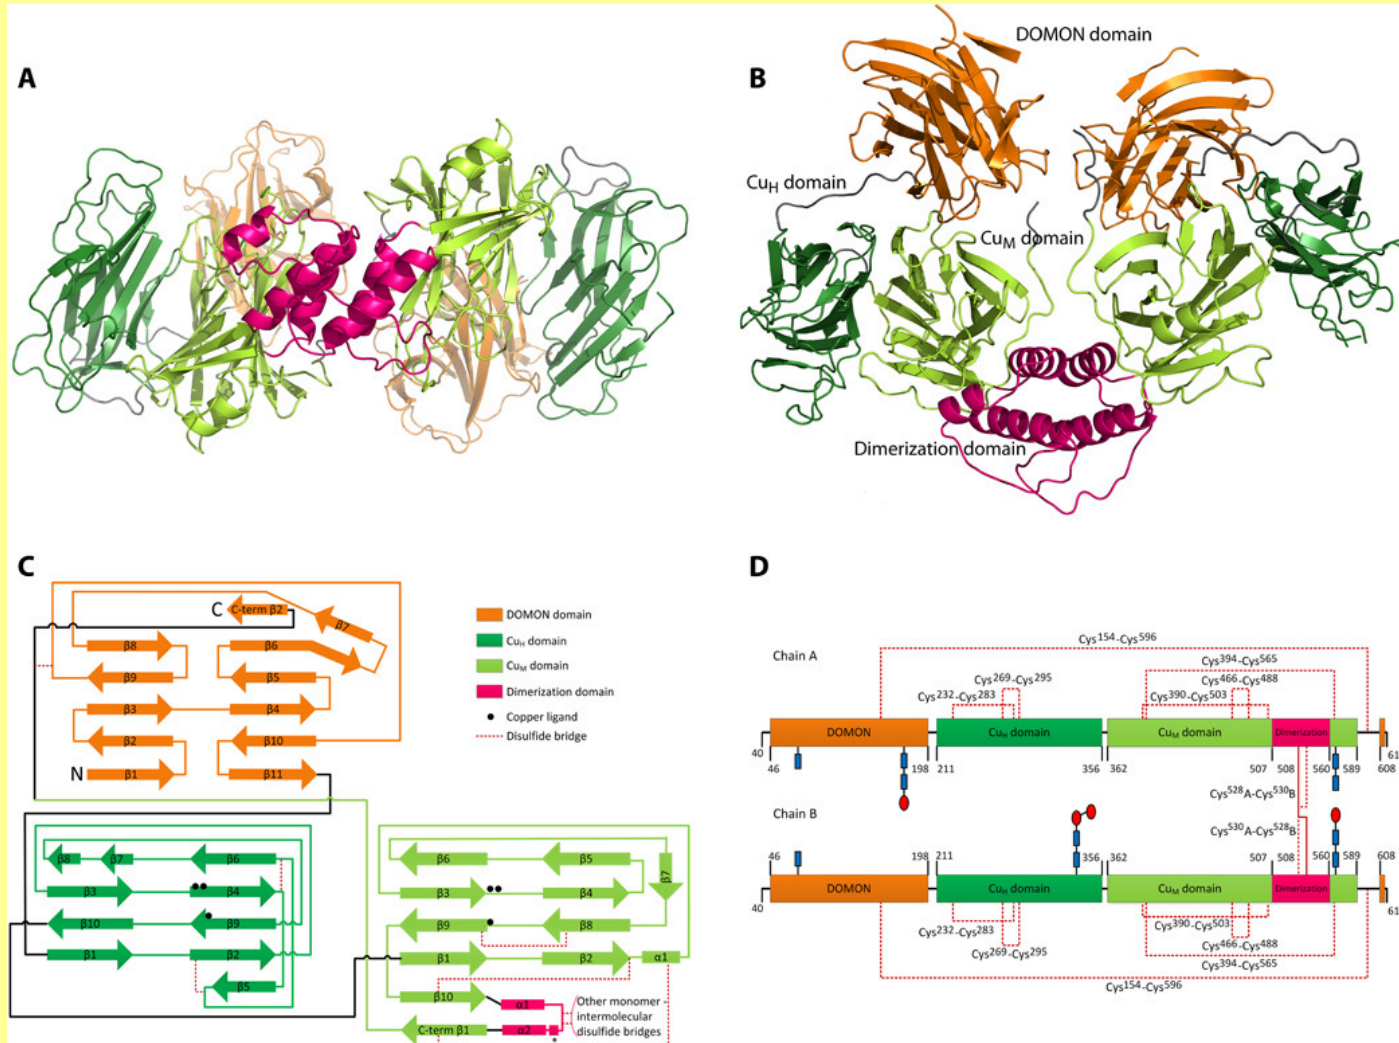 A
B
DOMON domain
CuH domain
CuM domain
Dimerization domain
C
C C-term β2
β7
β8
β6
β9
β5
β3
β4
β2
β10
N β1
β11
DOMON domain
CuH domain
CuM domain
Dimerization domain
Copper ligand
Disulfide bridge
β8
β7
β6
β3
β4
β10
β9
β1
β2
β5
β6
β5
β7
β3
β4
β9
β8
β1
β2
α1
β10
α1
C-term β1
α2
*
Other monomer -
intermolecular
disulfide bridges
D
Cys154-Cys596
Chain A
Cys394-Cys565
Cys269-Cys295
Cys466-Cys488
Cys232-Cys283
Cys390-Cys503
DOMON
CuH domain
CuM domain
Dimerization
40
46
198
211
356
362
507
508
560
589
608
61
Cys528A-Cys530B
Chain B
Cys530A-Cys528B
46
198
211
356
362
507
508
560
589
608
DOMON
CuH domain
CuM domain
Dimerization
40
61
Cys232-Cys283
Cys390-Cys503
Cys269-Cys295
Cys466-Cys488
Cys394-Cys565
Cys154-Cys596